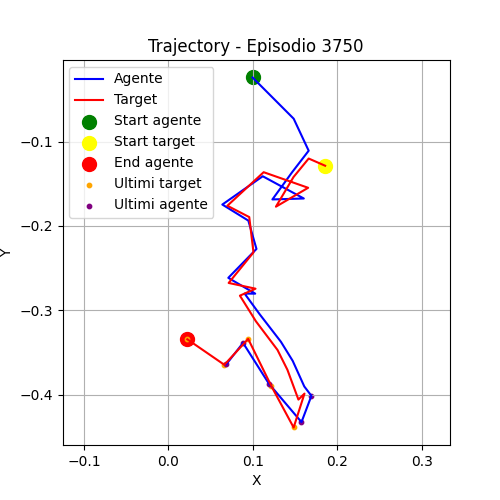 Trajectory - Episodio 3750
Agente
Target
Start agente
Start target
End agente
Ultimi target
Ultimi agente
−0.1
−0.2
−0.3
−0.4
Y
−0.1 0.0 0.1 0.2 0.3
X